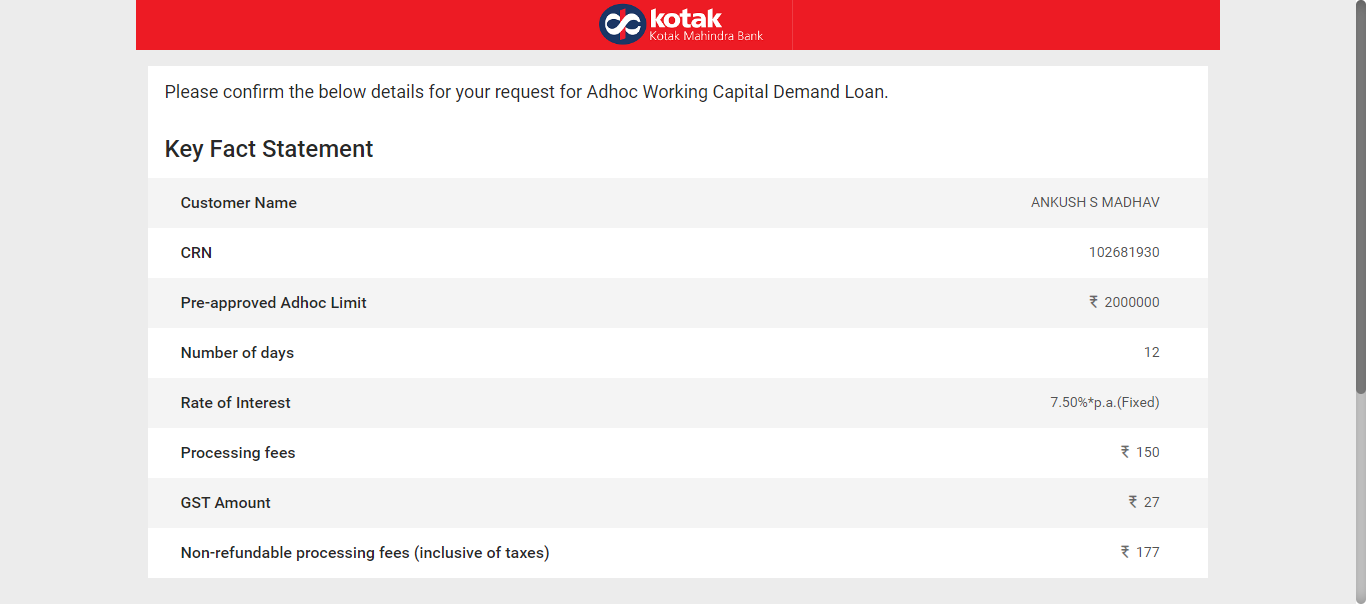 kotak
Kotak Mahindra Bank
Please confirm the below details for your request for Adhoc Working Capital Demand Loan.
Key Fact Statement
Customer Name ANKUSH S MADHAV
CRN 102681930
Pre-approved Adhoc Limit ₹ 2000000
Number of days 12
Rate of Interest 7.50%*p.a.(Fixed)
Processing fees ₹ 150
GST Amount ₹ 27
Non-refundable processing fees (inclusive of taxes) ₹ 177